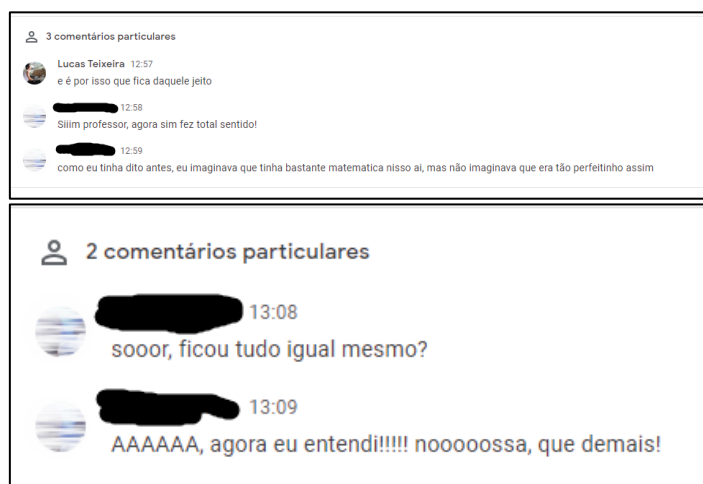 3 comentários particulares
Lucas Teixeira 12:57
e é por isso que fica daquele jeito
12:58
Siiim professor, agora sim fez total sentido!
12:59
como eu tinha dito antes, eu imaginava que tinha bastante matematica nisso ai, mas não imaginava que era tão perfeitinho assim
2 comentários particulares
13:08
sooor, ficou tudo igual mesmo?
13:09
AAAAAA, agora eu entendi!!!!! nooooossa, que demais!